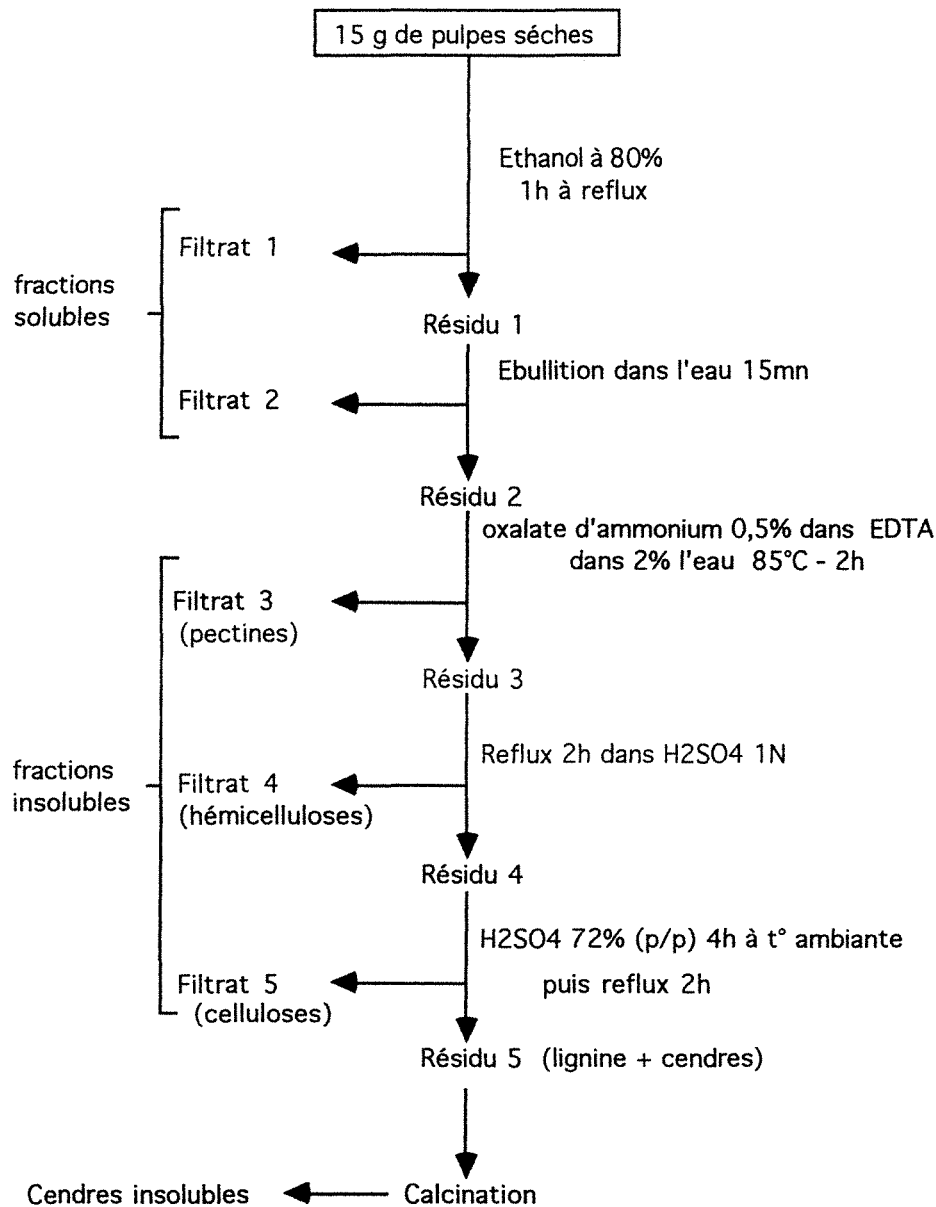 15 g de pulpes séches
Ethanol à 80%
1h à reflux
Filtrat 1
fractions
solubles
Résidu 1
Ebullition dans l'eau 15mn
Filtrat 2
Résidu 2
oxalate d'ammonium 0,5% dans EDTA
dans 2% l'eau 85°C - 2h
Filtrat 3
(pectines)
Résidu 3
Reflux 2h dans H2SO4 1N
fractions
insolubles
Filtrat 4
(hémicelluloses)
Résidu 4
H2SO4 72% (p/p) 4h à t° ambiante
puis reflux 2h
Filtrat 5
(celluloses)
Résidu 5 (lignine + cendres)
Cendres insolubles
Calcination